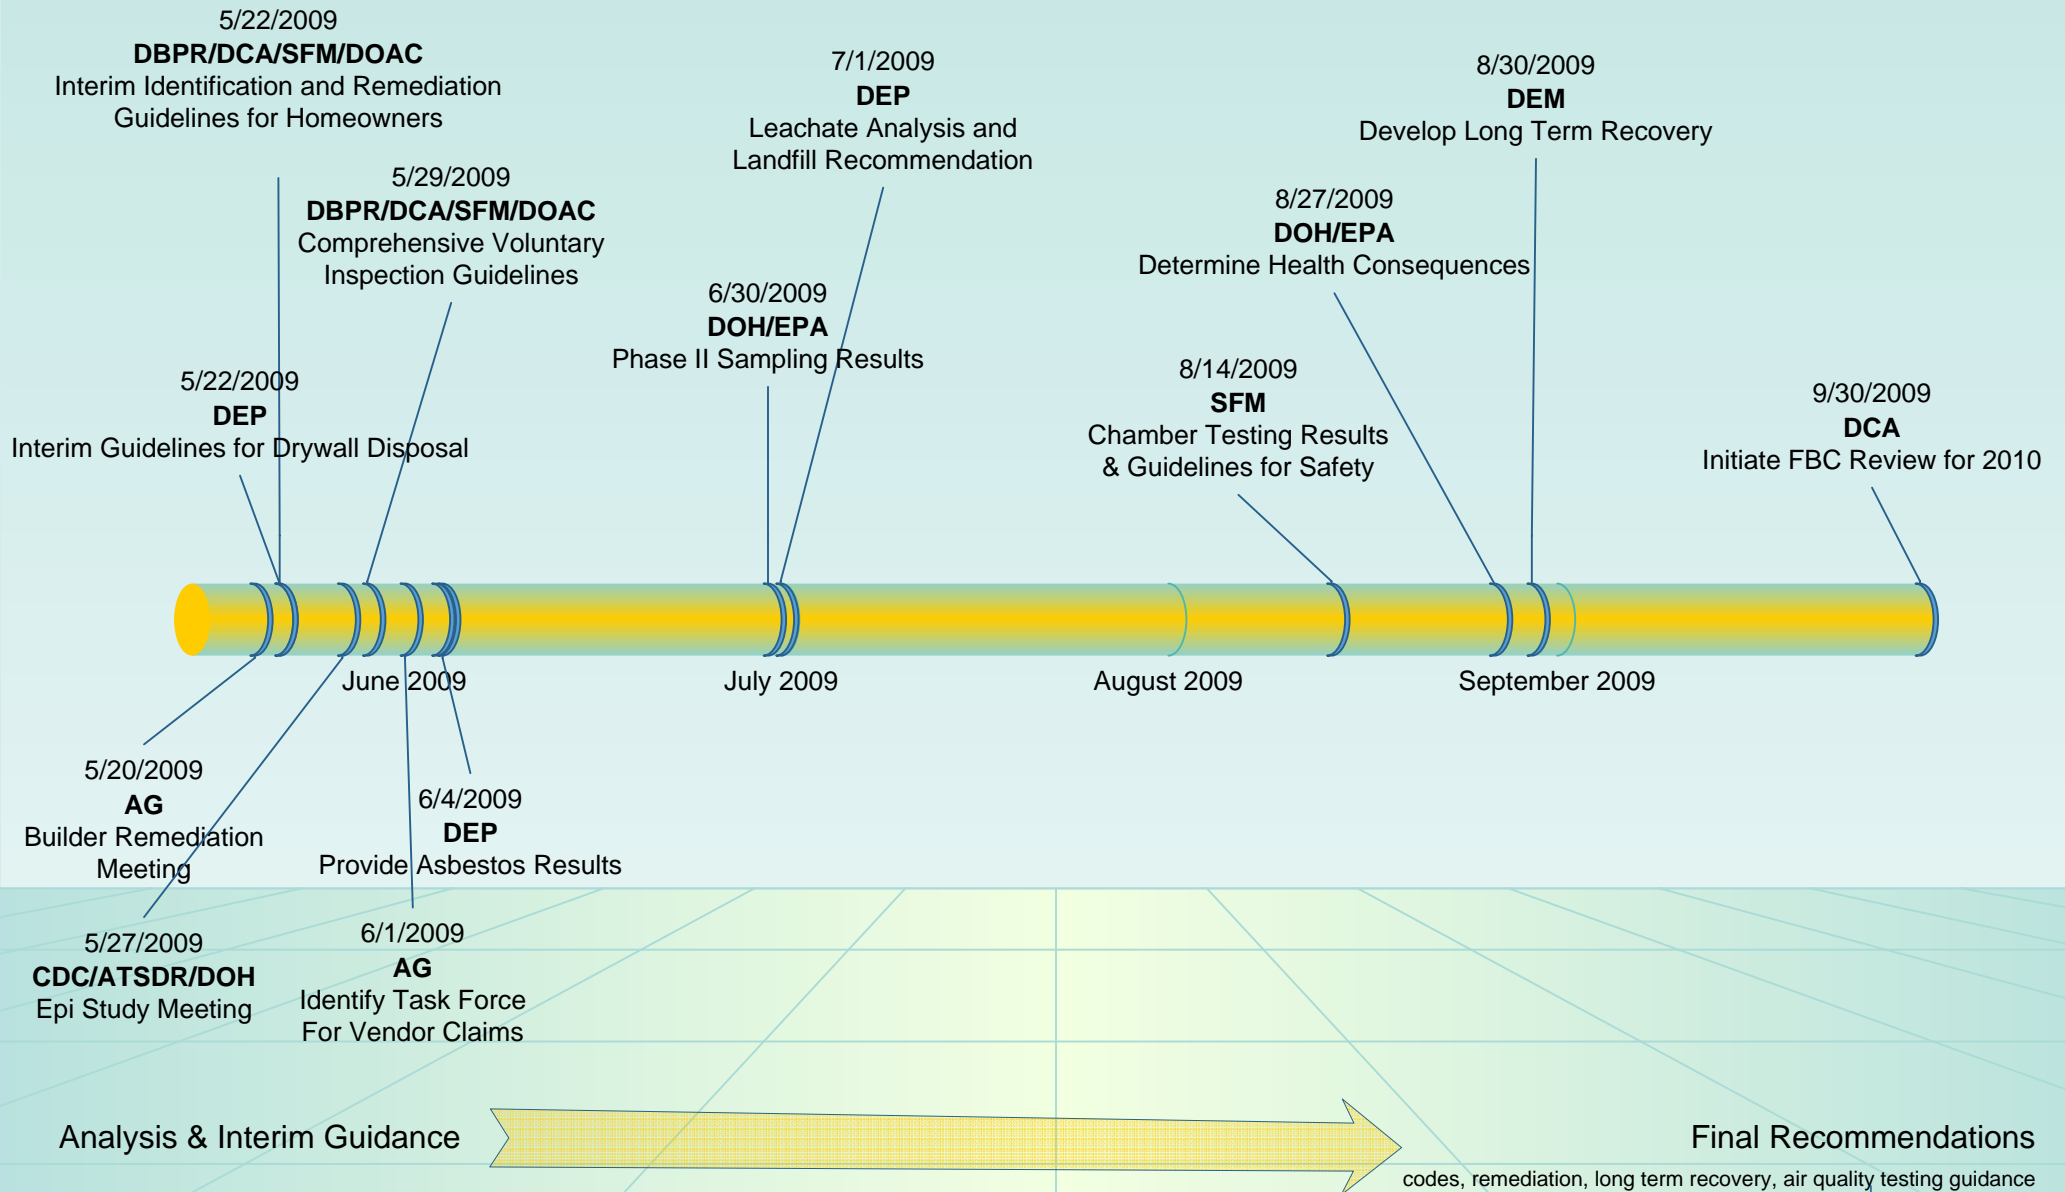 5/22/2009
DBPR/DCA/SFM/DOAC
Interim Identification and Remediation
Guidelines for Homeowners
5/29/2009
DBPR/DCA/SFM/DOAC
Comprehensive Voluntary
Inspection Guidelines
5/22/2009
DEP
Interim Guidelines for Drywall Disposal
7/1/2009
DEP
Leachate Analysis and
Landfill Recommendation
6/30/2009
DOH/EPA
Phase II Sampling Results
8/30/2009
DEM
Develop Long Term Recovery
8/27/2009
DOH/EPA
Determine Health Consequences
8/14/2009
SFM
Chamber Testing Results
& Guidelines for Safety
9/30/2009
DCA
Initiate FBC Review for 2010
June 2009
July 2009
August 2009
September 2009
5/20/2009
AG
Builder Remediation
Meeting
6/4/2009
DEP
Provide Asbestos Results
5/27/2009
CDC/ATSDR/DOH
Epi Study Meeting
6/1/2009
AG
Identify Task Force
For Vendor Claims
Analysis & Interim Guidance
Final Recommendations
codes, remediation, long term recovery, air quality testing guidance